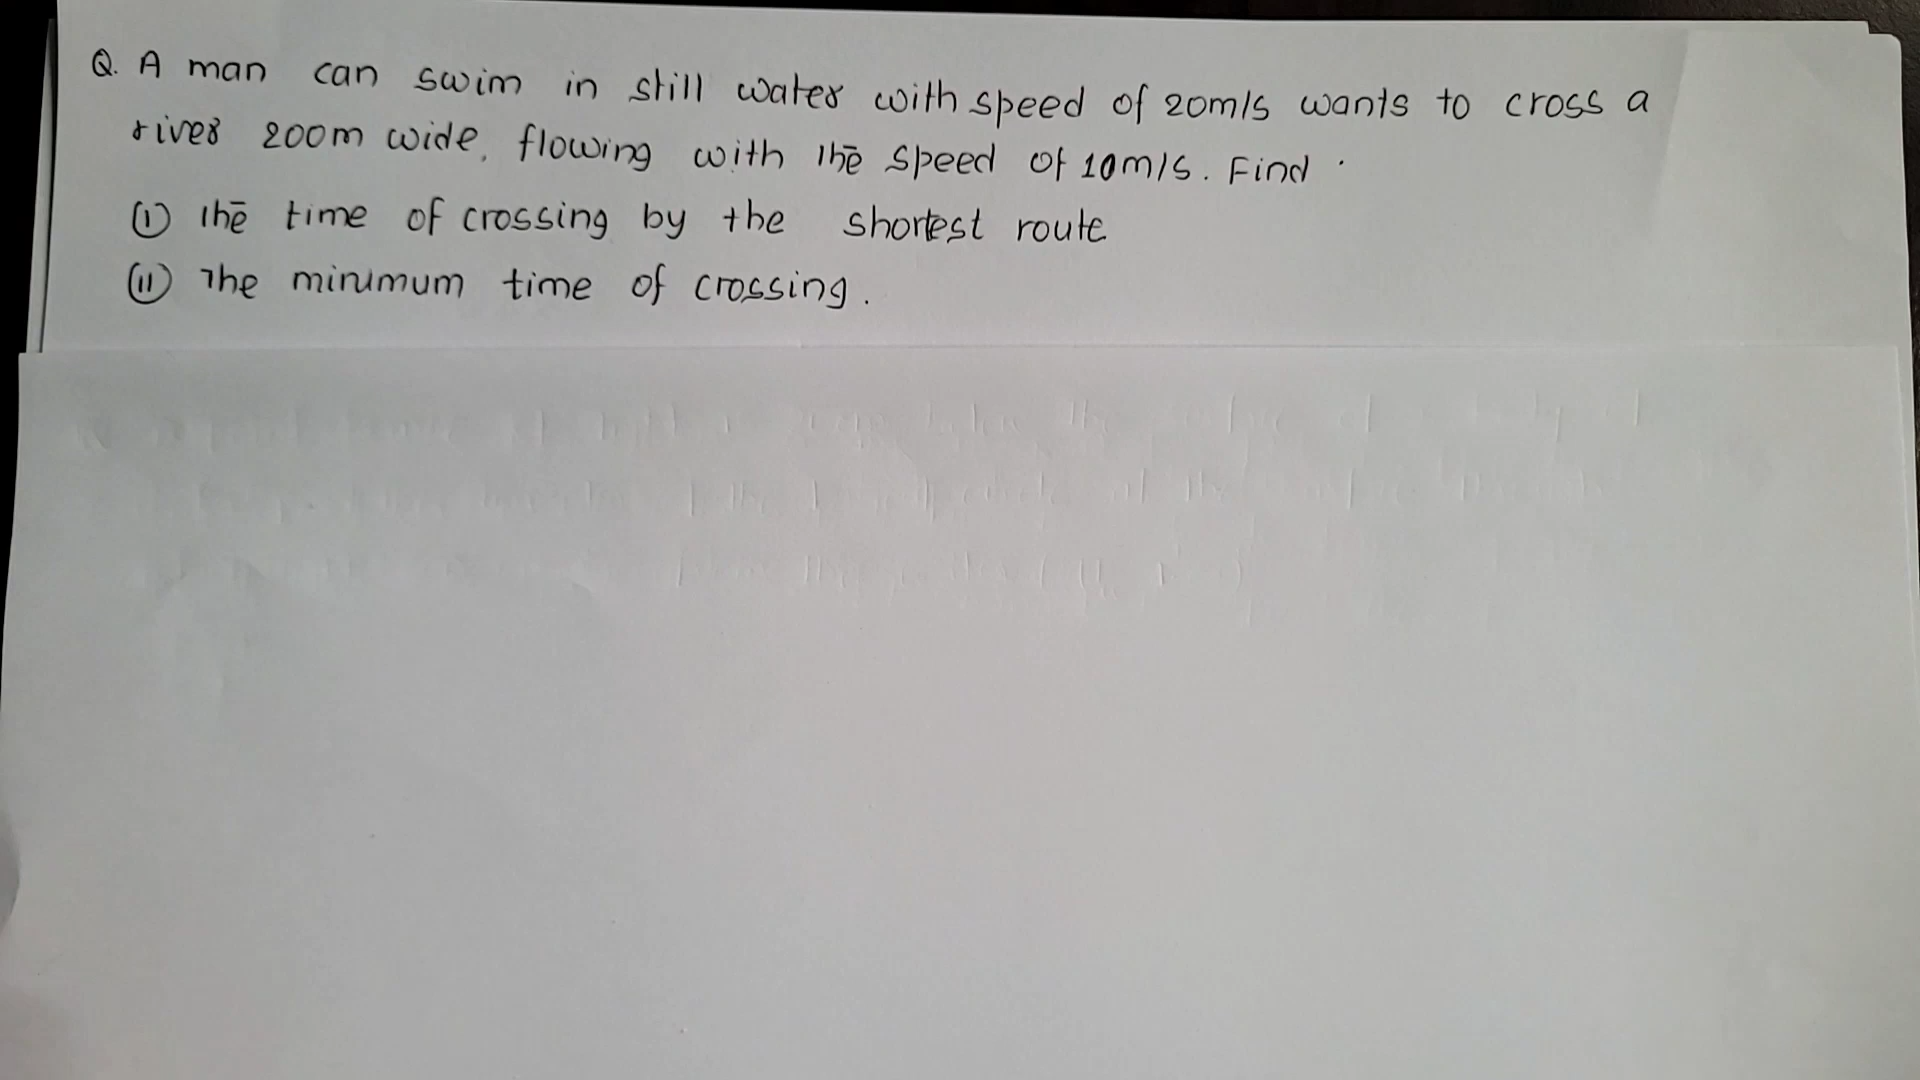 Q. A man can swim in still water with speed of 20m/s wants to cross a
river 200m wide, flowing with the speed of 10m/s. Find
(i) The time of crossing by the shortest route
(ii) The minimum time of crossing.